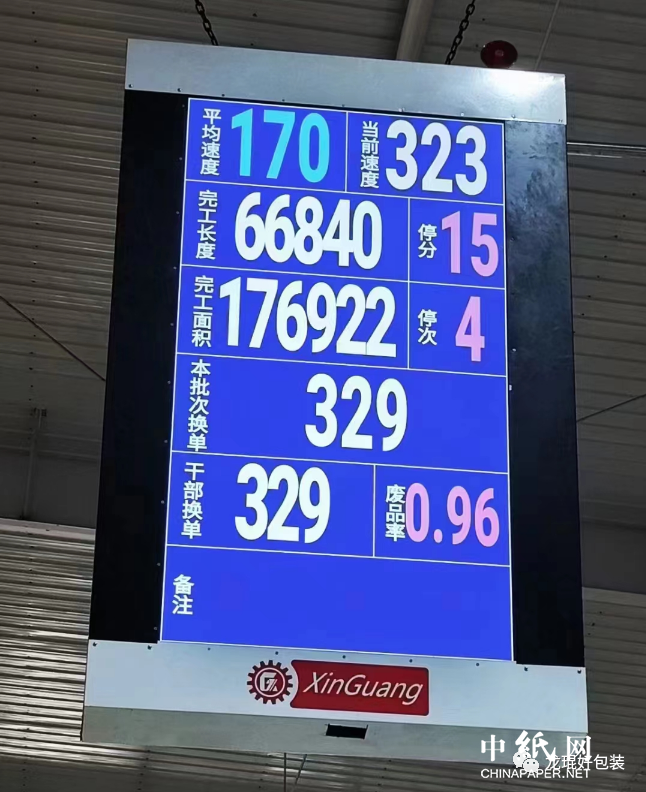 平均速度 170 当前速度 323
完工长度 66840 停分 15
完工面积 176922 停次 4
本批次换单 329
干部换单 329 废品率 0.96
备注
XinGuang
中紙网
龙琨好包装
CHINAPAPER.NET